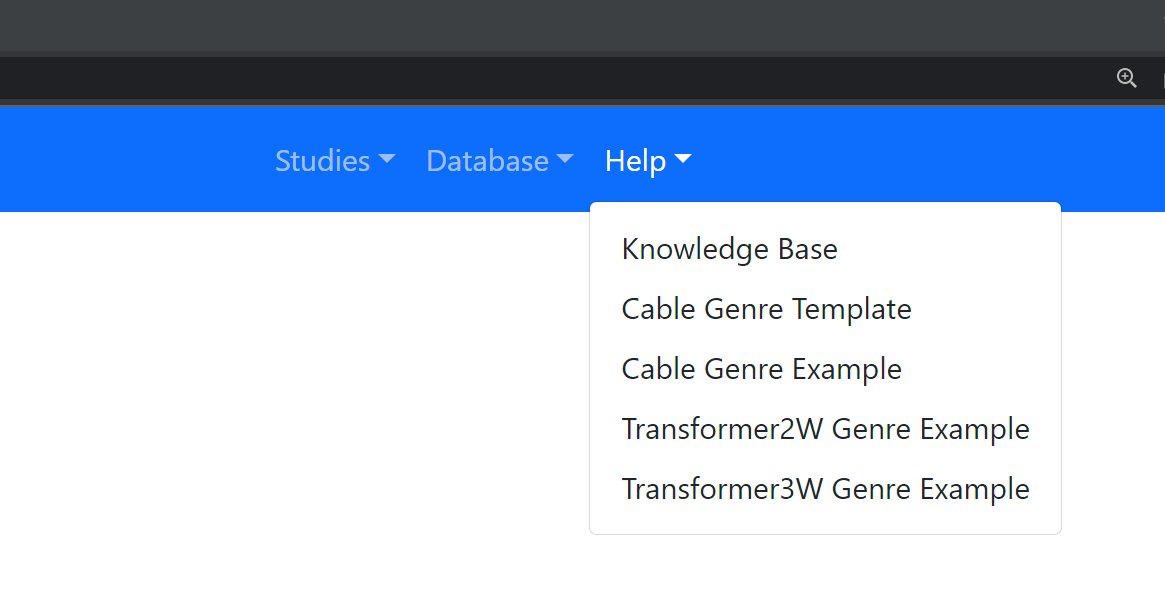 Studies Database Help
Knowledge Base
Cable Genre Template
Cable Genre Example
Transformer2W Genre Example
Transformer3W Genre Example